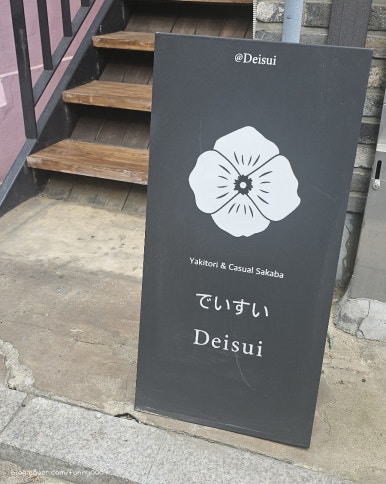 @Deisui
Yakitori & Casual Sakaba
でいすい
Deisui